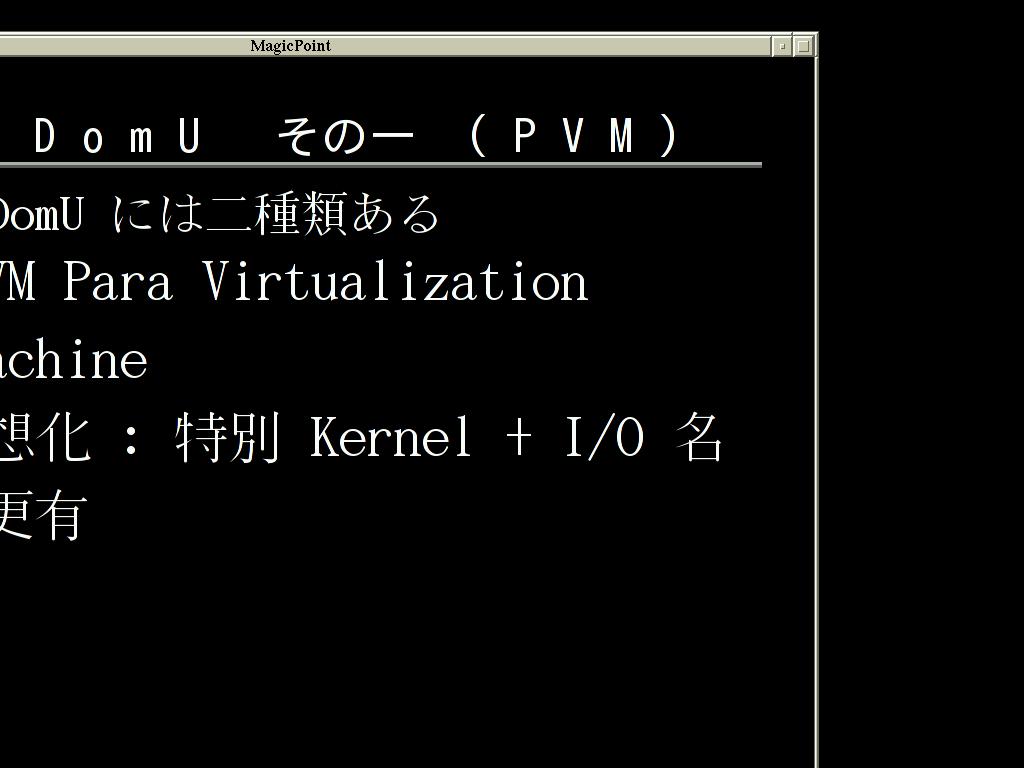 MagicPoint
DomU その一 (PVM)
DomU には二種類ある
VM Para Virtualization
achine
想化 : 特別 Kernel + I/O 名
更有